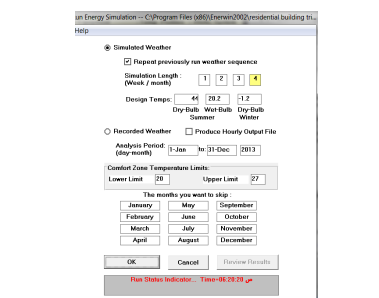 un Energy Simulation -- C:\Program Files (x86)\Enerwin2002\residential building tri...
Help
Simulated Weather
Repeat previously run weather sequence
Simulation Length : 1 2 3 4
(Week / month)
Design Temps: 44 20.2 -1.2
Dry-Bulb Wet-Bulb Dry-Bulb
Summer Winter
Recorded Weather Produce Hourly Output File
Analysis Period: 1-Jan to: 31-Dec 2013
(day-month)
Comfort Zone Temperature Limits:
Lower Limit 20 Upper Limit 27
The months you want to skip :
January May September
February June October
March July November
April August December
OK Cancel Review Results
Run Status Indicator... Time=06:20:20 ص